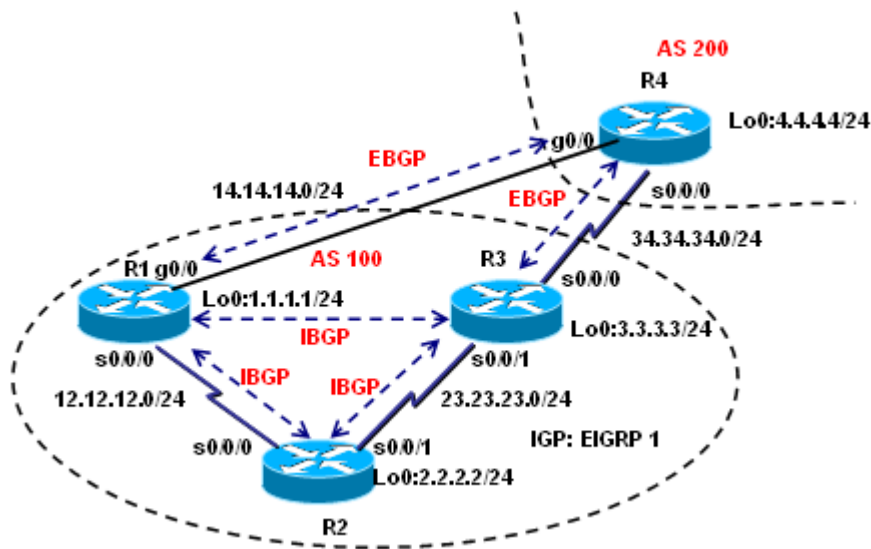 AS 200
R4
Lo0:4.4.4.4/24
g0/0
EBGP
14.14.14.0/24
EBGP
s0/0/0
34.34.34.0/24
R1 g0/0
AS 100
R3
s0/0/0
Lo0:1.1.1.1/24
Lo0:3.3.3.3/24
IBGP
s0/0/0
s0/0/1
IBGP
IBGP
12.12.12.0/24
23.23.23.0/24
s0/0/0
s0/0/1
IGP: EIGRP 1
Lo0:2.2.2.2/24
R2